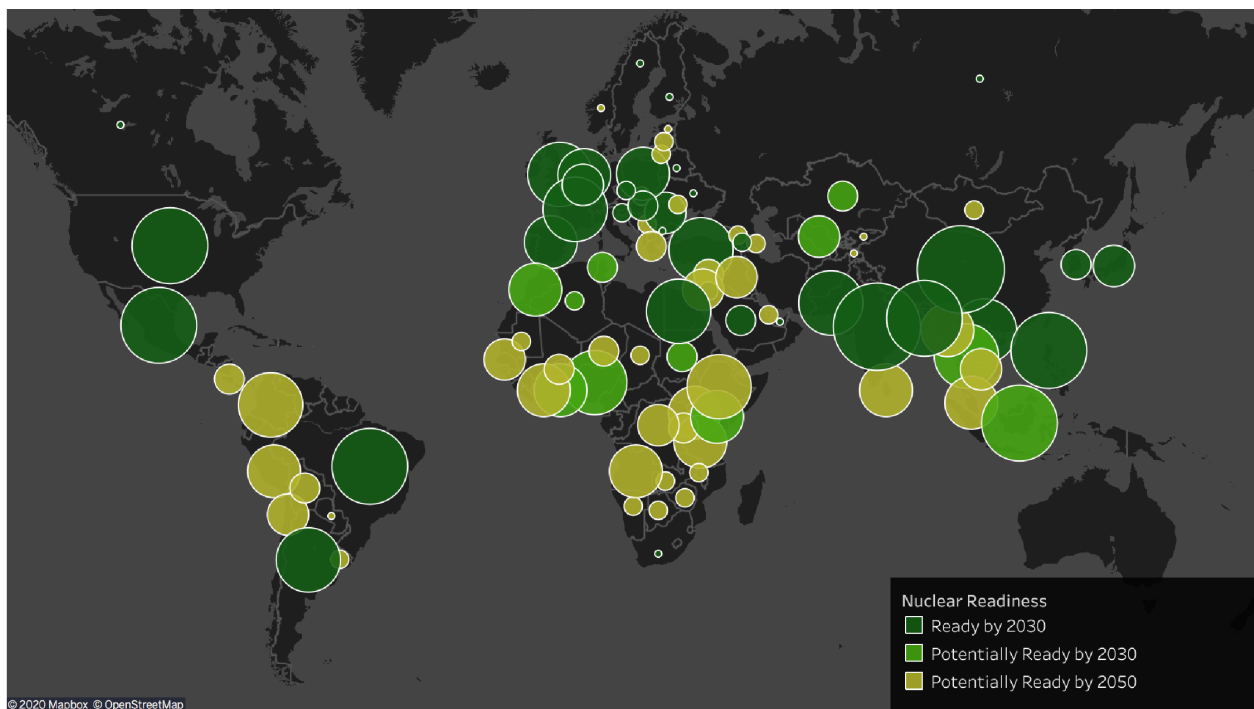 Nuclear Readiness
Ready by 2030
Potentially Ready by 2030
Potentially Ready by 2050
© 2020 Mapbox © OpenStreetMap